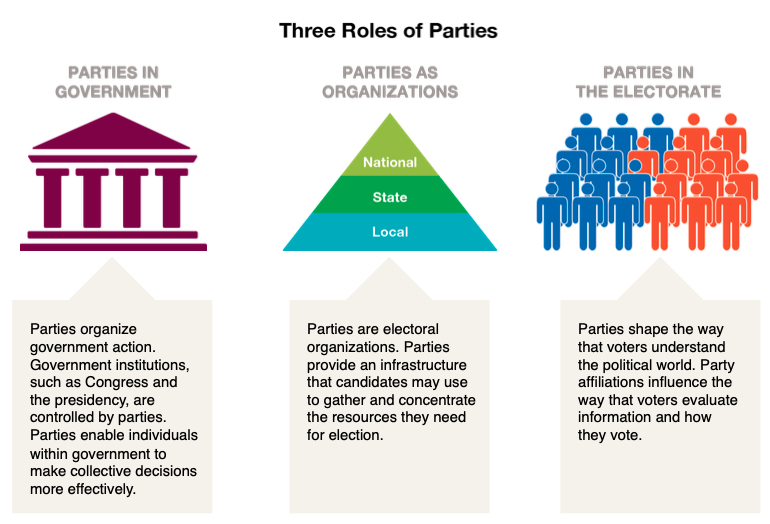 Three Roles of Parties
PARTIES IN
GOVERNMENT
PARTIES AS
ORGANIZATIONS
PARTIES IN
THE ELECTORATE
National
State
Local
Parties organize
government action.
Government institutions,
such as Congress and
the presidency, are
controlled by parties.
Parties enable individuals
within government to
make collective decisions
more effectively.
Parties are electoral
organizations. Parties
provide an infrastructure
that candidates may use
to gather and concentrate
the resources they need
for election.
Parties shape the way
that voters understand
the political world. Party
affiliations influence the
way that voters evaluate
information and how
they vote.